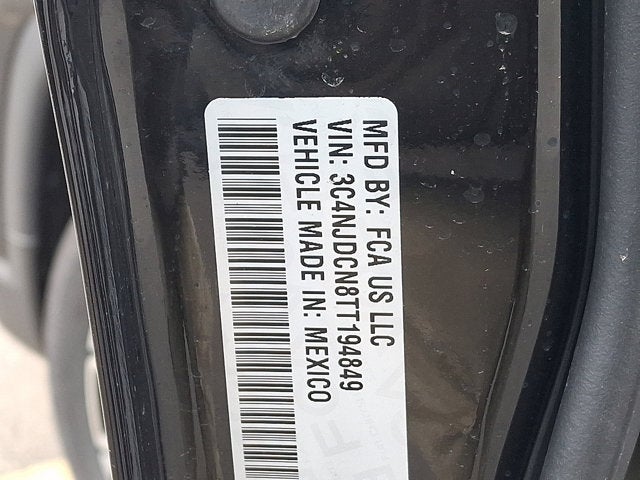 MFD BY: FCA US LLC
VIN: 3C4NJDCN8TT194849
VEHICLE MADE IN: MEXICO